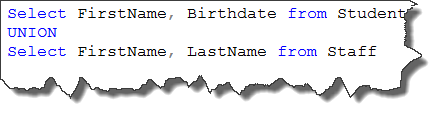 Select FirstName, Birthdate from Student
UNION
Select FirstName, LastName from Staff